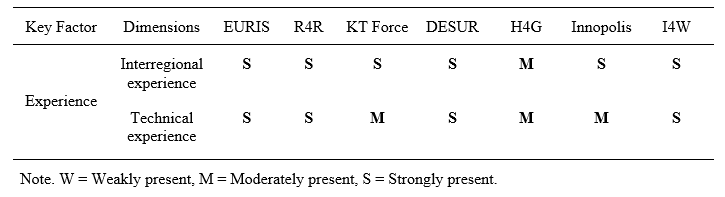 Key Factor Dimensions EURIS R4R KT Force DESUR H4G Innopolis I4W
Interregional experience S S S S M S S
Experience
Technical experience S S M S M M S
Note. W = Weakly present, M = Moderately present, S = Strongly present.